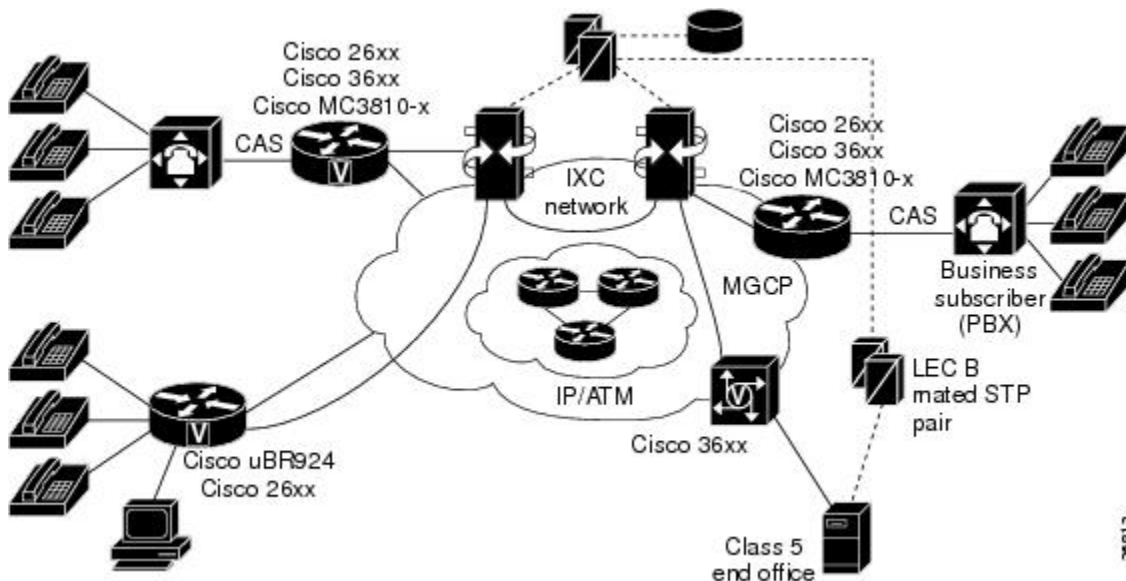 Cisco 26xx
Cisco 36xx
Cisco MC3810-x
CAS
V
IXC
network
Cisco 26xx
Cisco 36xx
Cisco MC3810-x
CAS
Business
subscriber
(PBX)
MGCP
IP/ATM
V
Cisco 36xx
LEC B
mated STP
pair
V
Cisco uBR924
Cisco 26xx
Class 5
end office